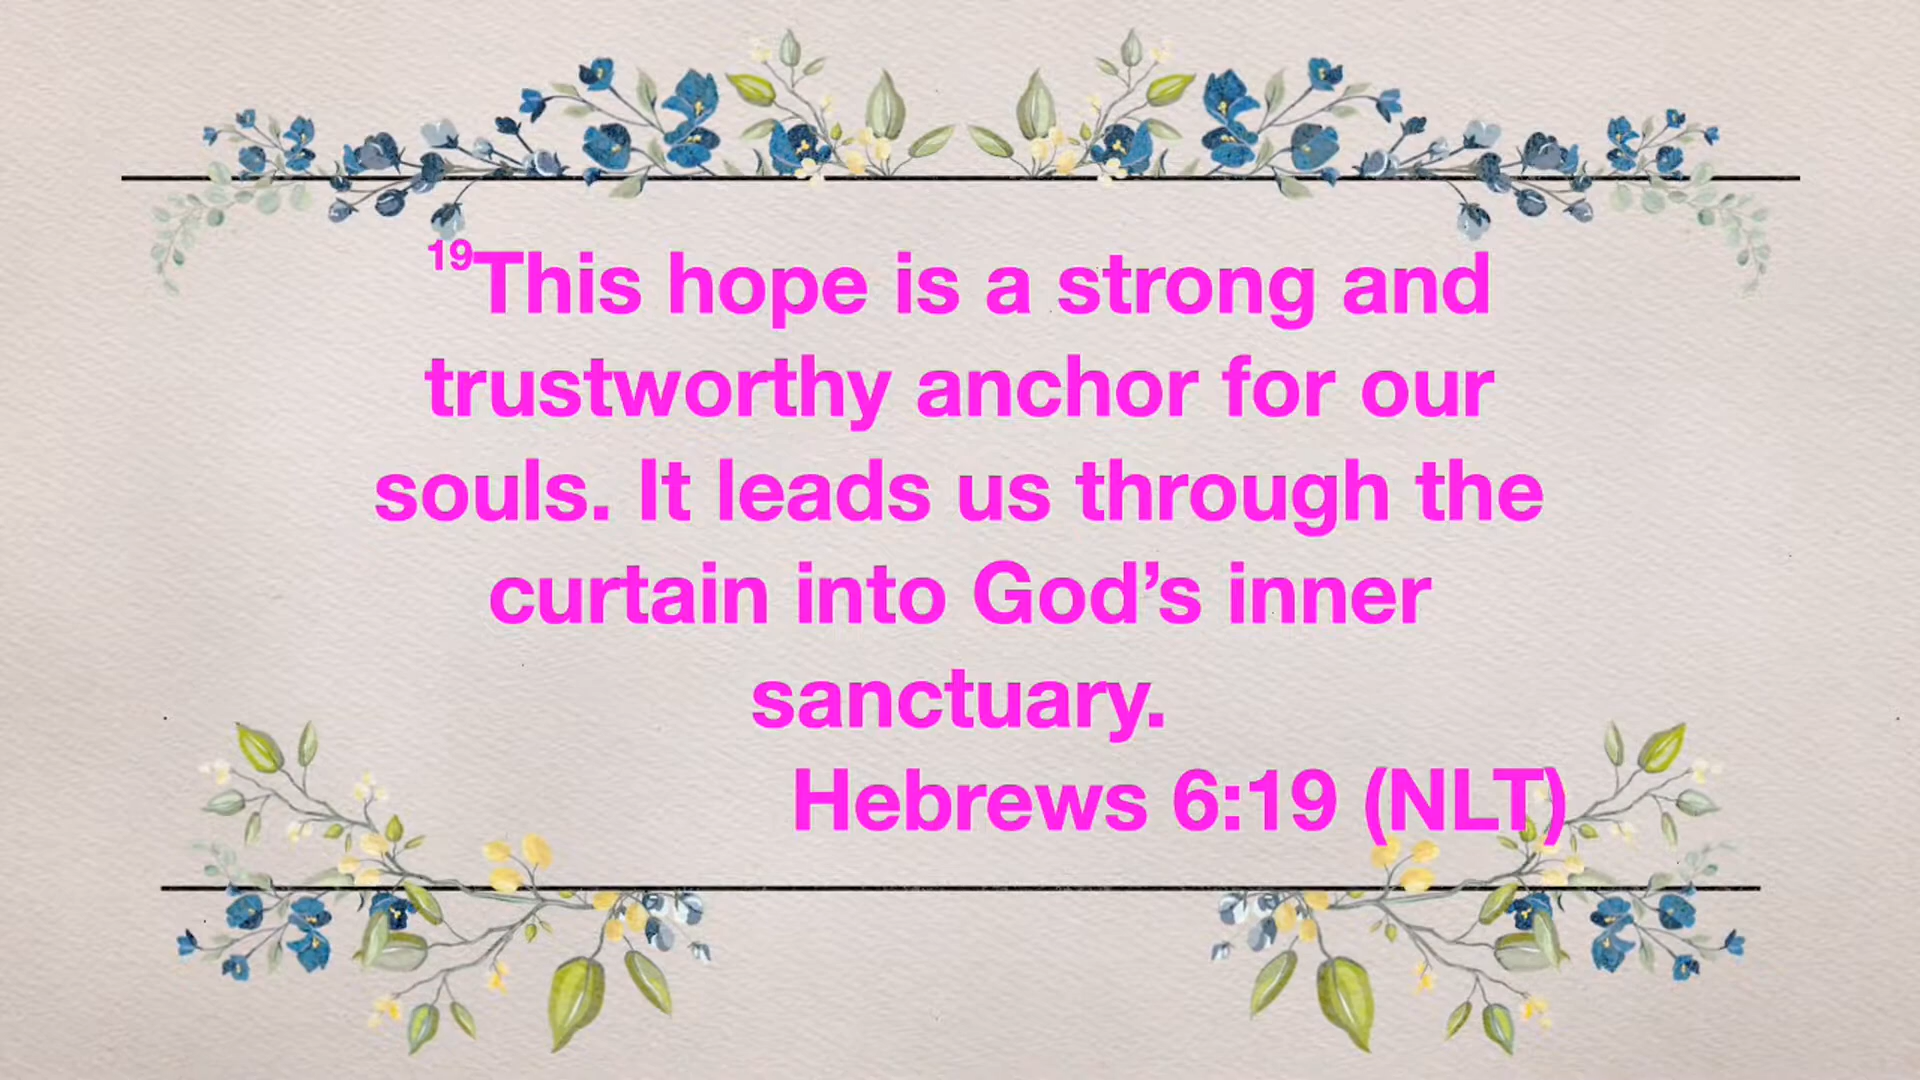 ¹⁹This hope is a strong and
trustworthy anchor for our
souls. It leads us through the
curtain into God’s inner
sanctuary.
Hebrews 6:19 (NLT)